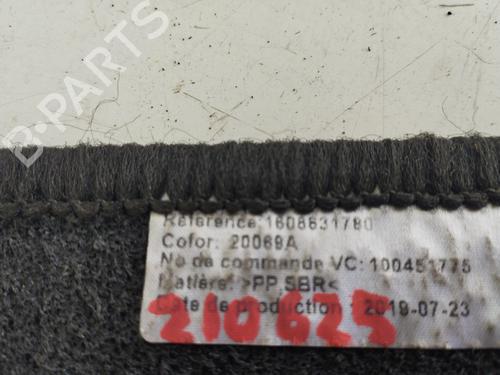 B-PARTS
Reference:1608831780
Color: 20069A
No de commande VC:100451775
Matière: >PP,SBR<
Date de production : 2019-07-23
210625